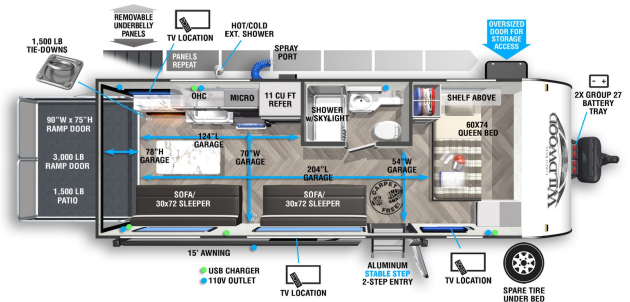 REMOVABLE
UNDERBELLY
PANELS
TV LOCATION
HOT/COLD
EXT. SHOWER
OVERSIZED
DOOR FOR
STORAGE
ACCESS
1,500 LB
TIE-DOWNS
PANELS
REPEAT
SPRAY
PORT
2X GROUP 27
BATTERY
TRAY
OHC
MICRO
11 CU FT
REFER
SHOWER
w/SKYLIGHT
SHELF ABOVE
60X74
QUEEN BED
90"W x 75"H
RAMP DOOR
3,000 LB
RAMP DOOR
1,500 LB
PATIO
124"L
GARAGE
78"H
GARAGE
70"W
GARAGE
54"W
GARAGE
204"L
GARAGE
SOFA/
30x72 SLEEPER
SOFA/
30x72 SLEEPER
CARPET
FREE!
WILDWOOD
15' AWNING
USB CHARGER
110V OUTLET
TV LOCATION
ALUMINUM
STABLE STEP
2-STEP ENTRY
TV LOCATION
SPARE TIRE
UNDER BED